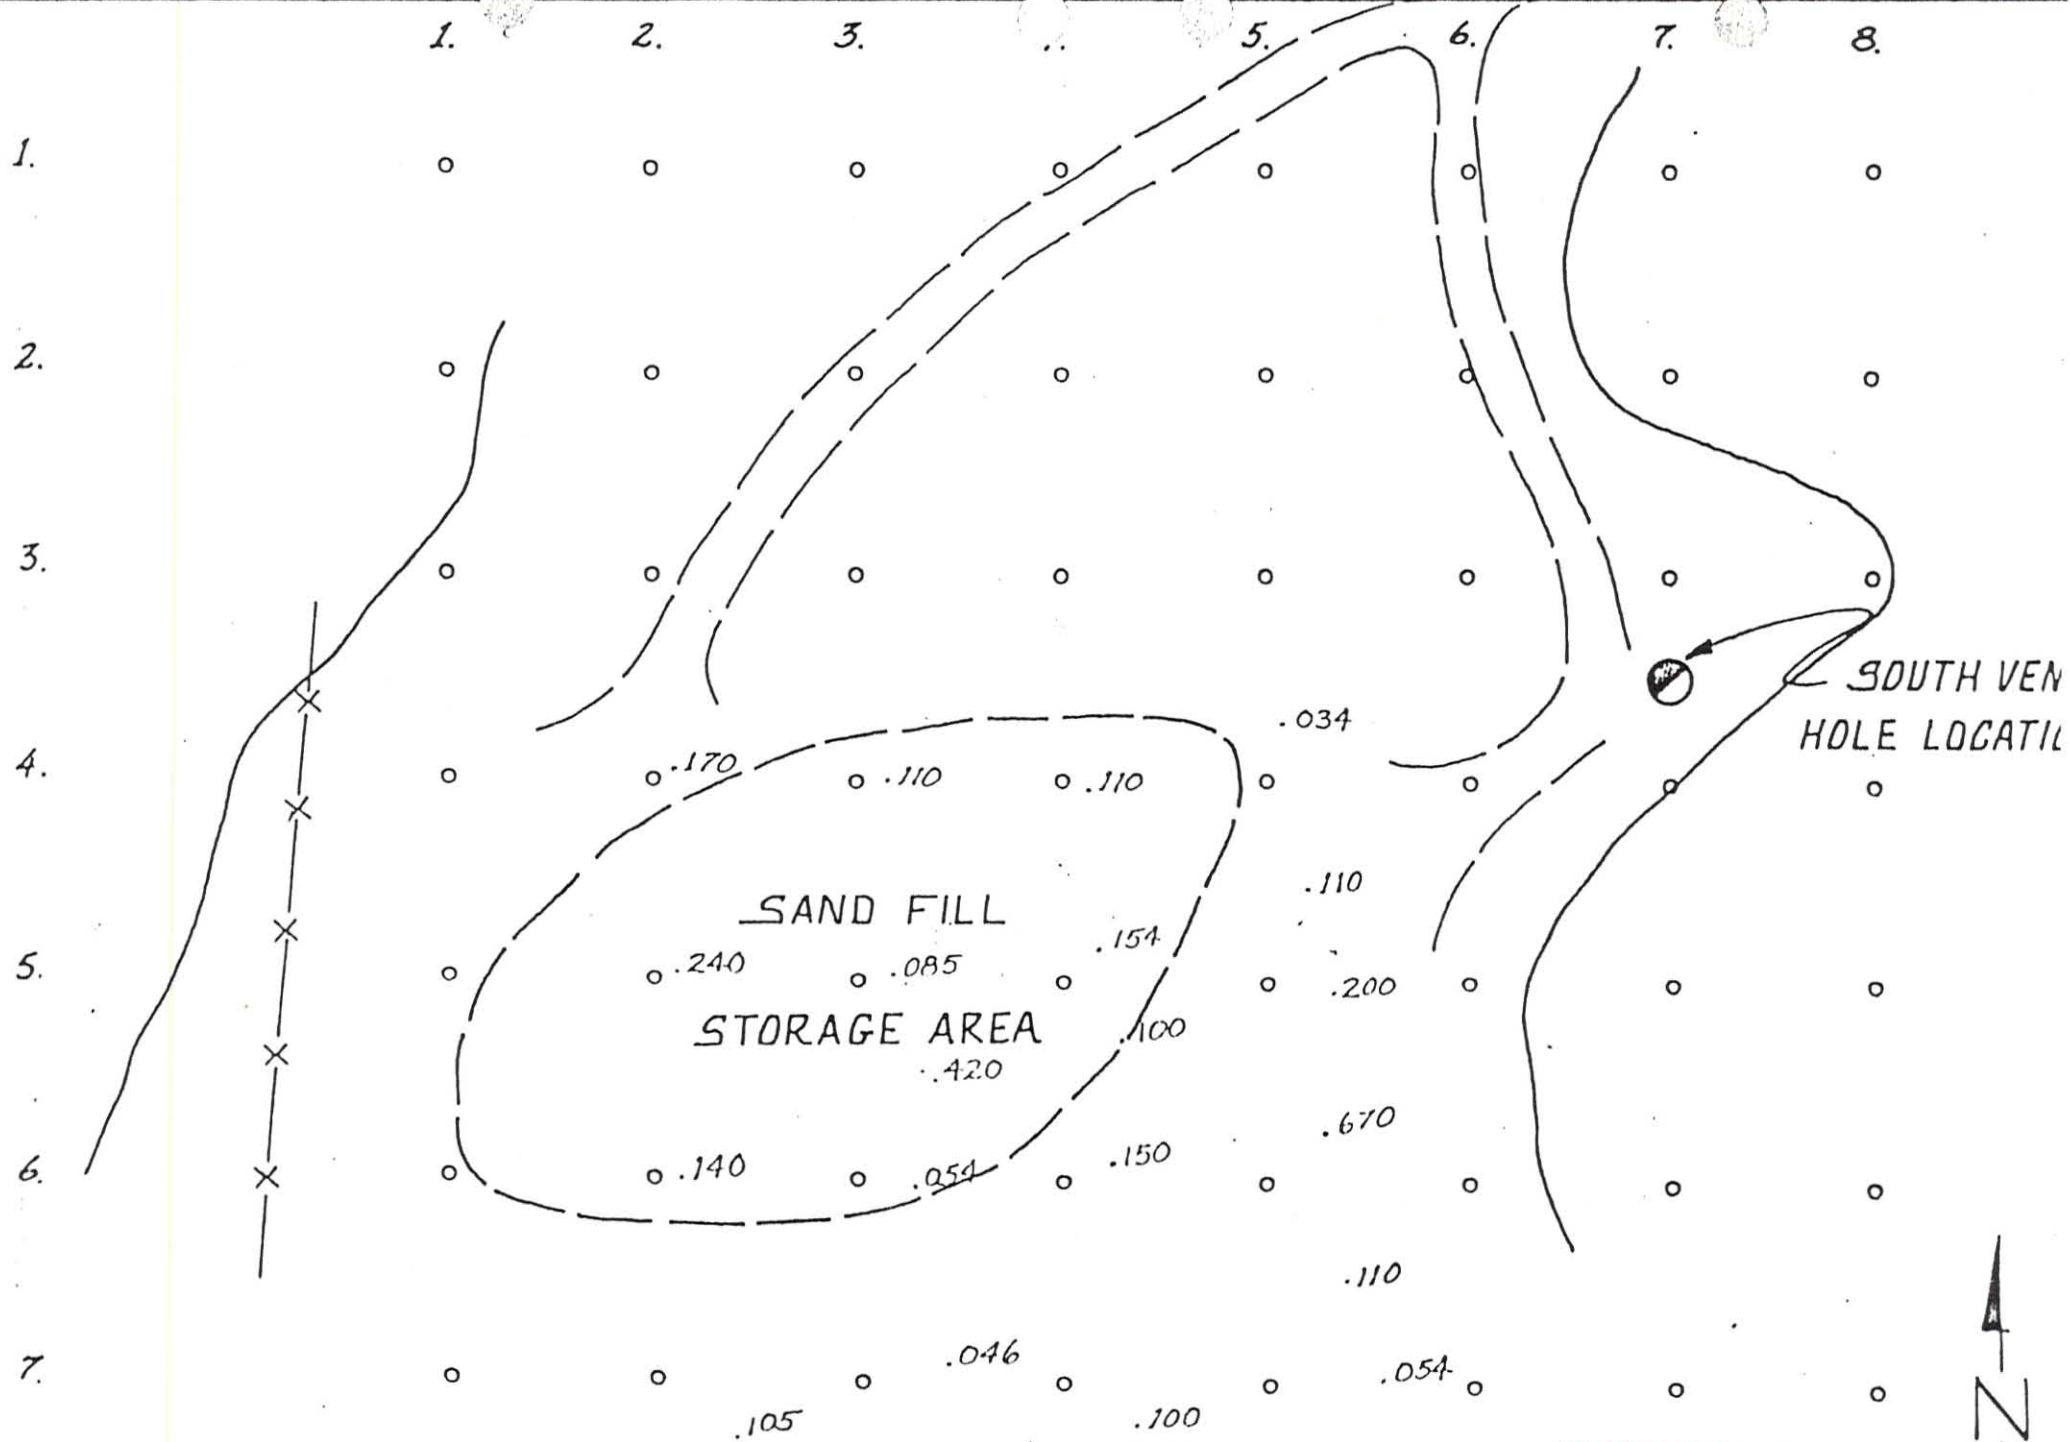 1. 2. 3. 5. 6. 7. 8.
1.
2.
3.
SOUTH VEN
.034
HOLE LOCATI
4. .170 .110 .110
.110
SAND FILL
.154
5. .240 .085
.200
STORAGE AREA .100
.420
.670
6. .140 .054 .150
.110
7. .046
.054
.105 .100
N